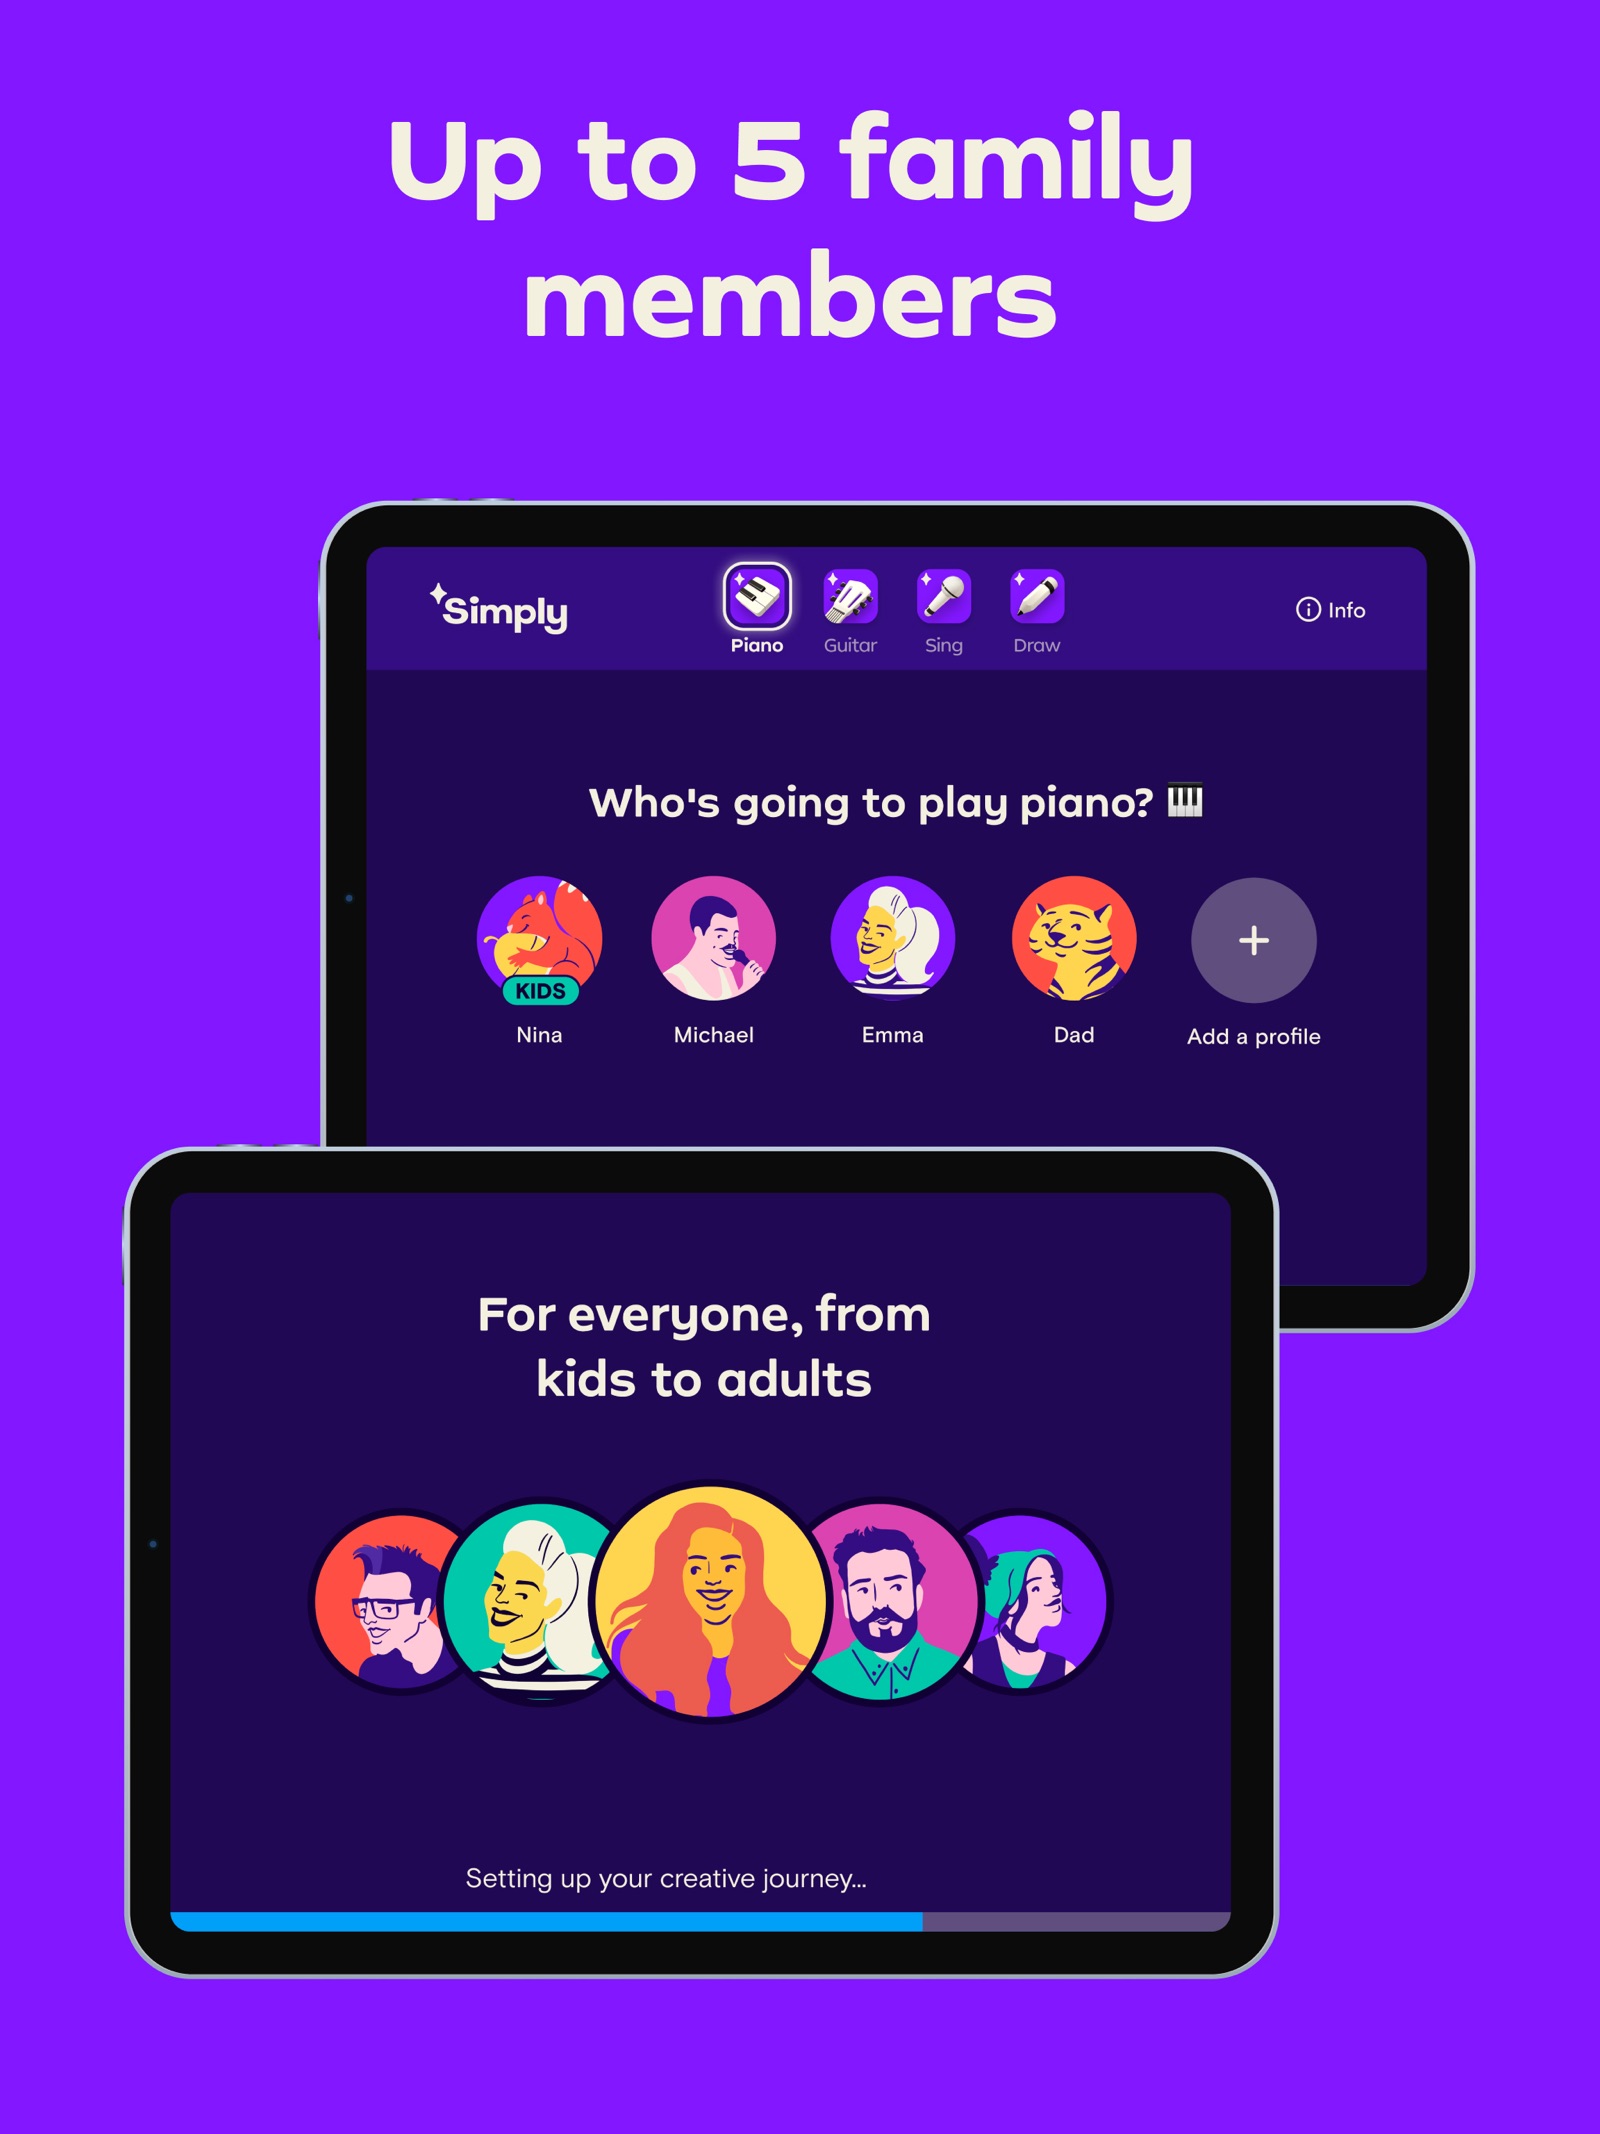 Up to 5 family
members
Simply
Piano
Guitar
Sing
Draw
Info
Who's going to play piano?
KIDS
Nina
Michael
Emma
Dad
Add a profile
For everyone, from
kids to adults
Setting up your creative journey...